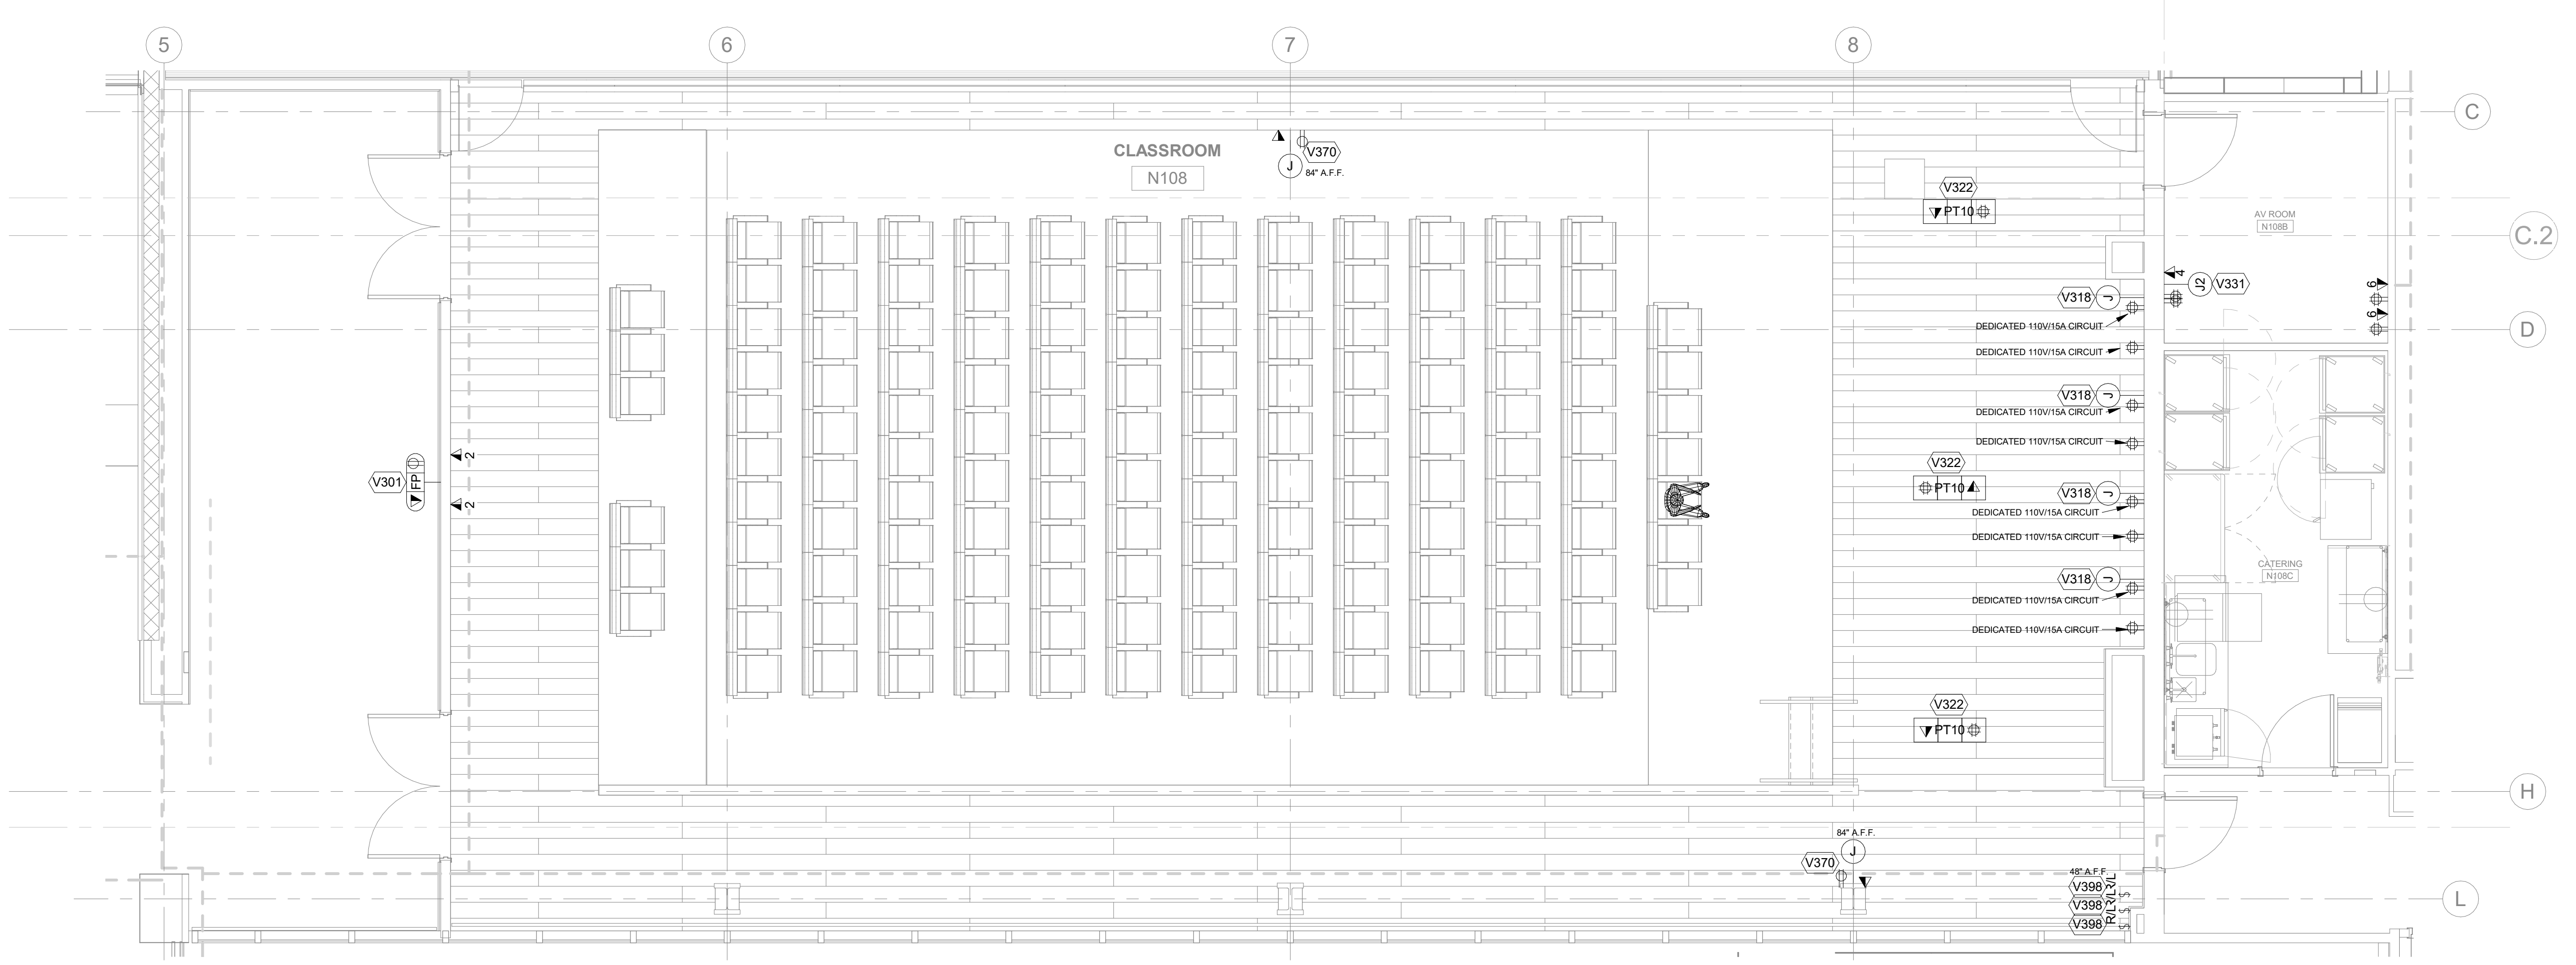 5
6
7
8
C
CLASSROOM
N108
V370
J
84" A.F.F.
V322
PT10
AV ROOM
N108B
C.2
4
J2
V331
6
6
V318
J
DEDICATED 110V/15A CIRCUIT
D
DEDICATED 110V/15A CIRCUIT
V318
J
DEDICATED 110V/15A CIRCUIT
DEDICATED 110V/15A CIRCUIT
2
V301
FP
2
V322
PT10
V318
J
DEDICATED 110V/15A CIRCUIT
DEDICATED 110V/15A CIRCUIT
CATERING
N108C
V318
J
DEDICATED 110V/15A CIRCUIT
DEDICATED 110V/15A CIRCUIT
V322
PT10
H
84" A.F.F.
J
V370
48" A.F.F.
V398
R/L
S
V398
R/L
S
V398
R/L
S
L